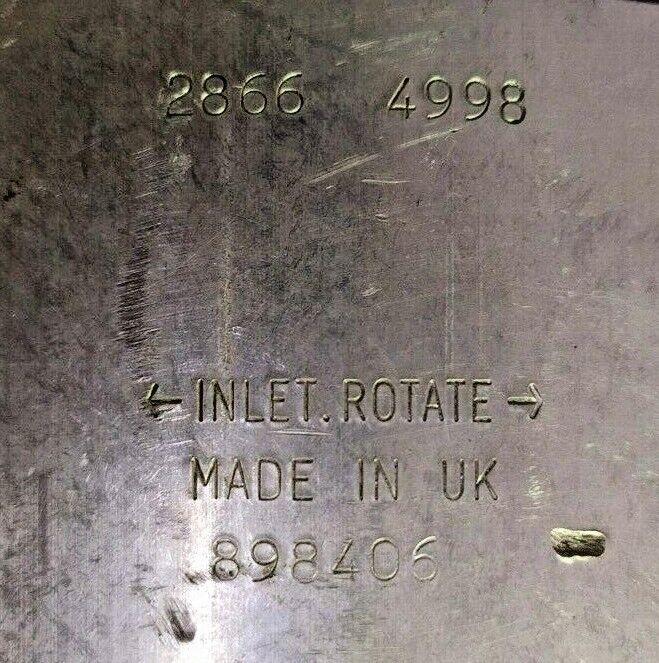 2866 4998
← INLET. ROTATE →
MADE IN UK
898406